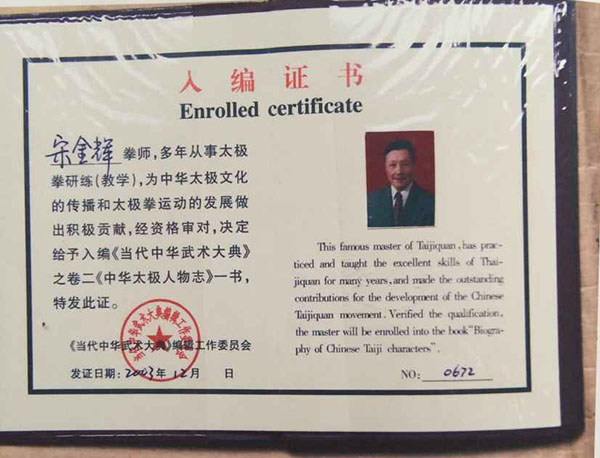 入编证书
Enrolled certificate
宋金辉 拳师，多年从事太极
拳研练（教学），为中华太极文化
的传播和太极拳运动的发展做
出积极贡献，经资格审对，决定
给予入编《当代中华武术大典》
之卷二《中华太极人物志》一书，
特发此证。
《当代中华武术大典》编辑工作委员会
发证日期：2003年12月 日
This famous master of Taijiquan, has prac-
ticed and taught the excellent skills of Thai-
jiquan for many years, and made the outstanding
contributions for the development of the Chinese
Taijiquan movement. Verified the qualification,
the master will be enrolled into the book "Biogra-
phy of Chinese Taiji characters".
NO: 0672